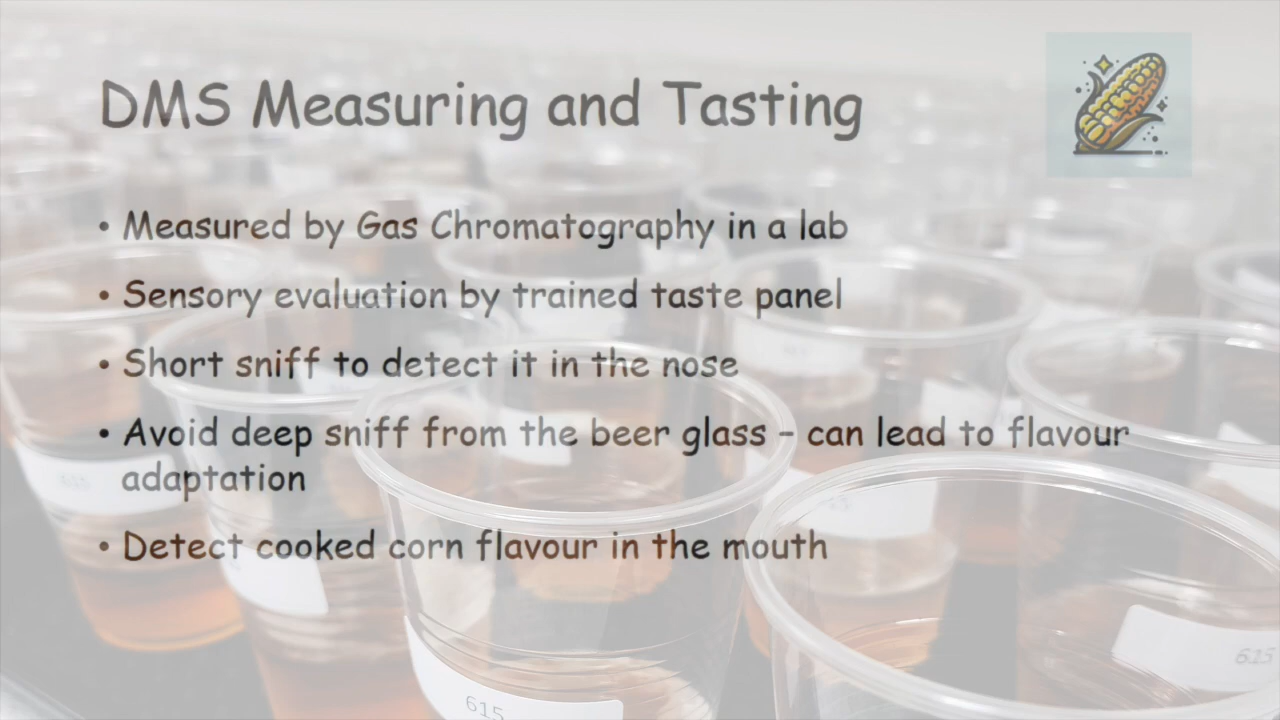 DMS Measuring and Tasting
• Measured by Gas Chromatography in a lab
• Sensory evaluation by trained taste panel
• Short sniff to detect it in the nose
• Avoid deep sniff from the beer glass – can lead to flavour
adaptation
• Detect cooked corn flavour in the mouth
615
615